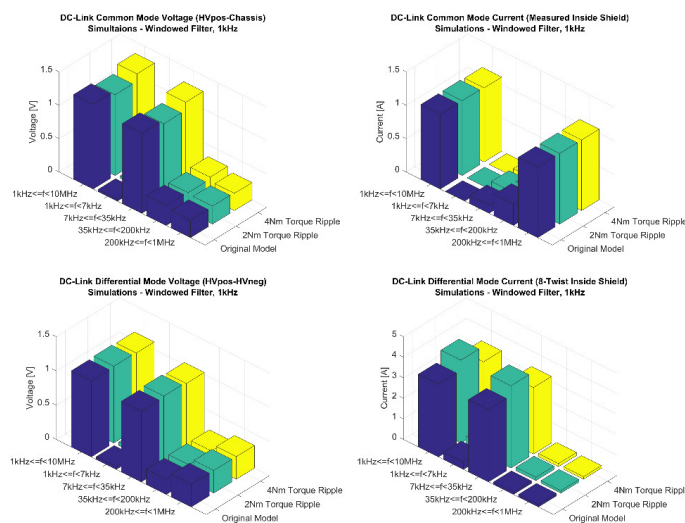 DC-Link Common Mode Voltage (HVpos-Chassis)
Simultaions - Windowed Filter, 1kHz
1.5
1
0.5
0
Voltage [V]
1kHz<=f<10MHz
1kHz<=f<7kHz
7kHz<=f<35kHz
35kHz<=f<200kHz
200kHz<=f<1MHz
4Nm Torque Ripple
2Nm Torque Ripple
Original Model
DC-Link Common Mode Current (Measured Inside Shield)
Simulations - Windowed Filter, 1kHz
1.5
1
0.5
0
Current [A]
1kHz<=f<10MHz
1kHz<=f<7kHz
7kHz<=f<35kHz
35kHz<=f<200kHz
200kHz<=f<1MHz
4Nm Torque Ripple
2Nm Torque Ripple
Original Model
DC-Link Differential Mode Voltage (HVpos-HVneg)
Simulations - Windowed Filter, 1kHz
1.5
1
0.5
0
Voltage [V]
1kHz<=f<10MHz
1kHz<=f<7kHz
7kHz<=f<35kHz
35kHz<=f<200kHz
200kHz<=f<1MHz
4Nm Torque Ripple
2Nm Torque Ripple
Original Model
DC-Link Differential Mode Current (8-Twist Inside Shield)
Simulations - Windowed Filter, 1kHz
5
4
3
2
1
0
Current [A]
1kHz<=f<10MHz
1kHz<=f<7kHz
7kHz<=f<35kHz
35kHz<=f<200kHz
200kHz<=f<1MHz
4Nm Torque Ripple
2Nm Torque Ripple
Original Model